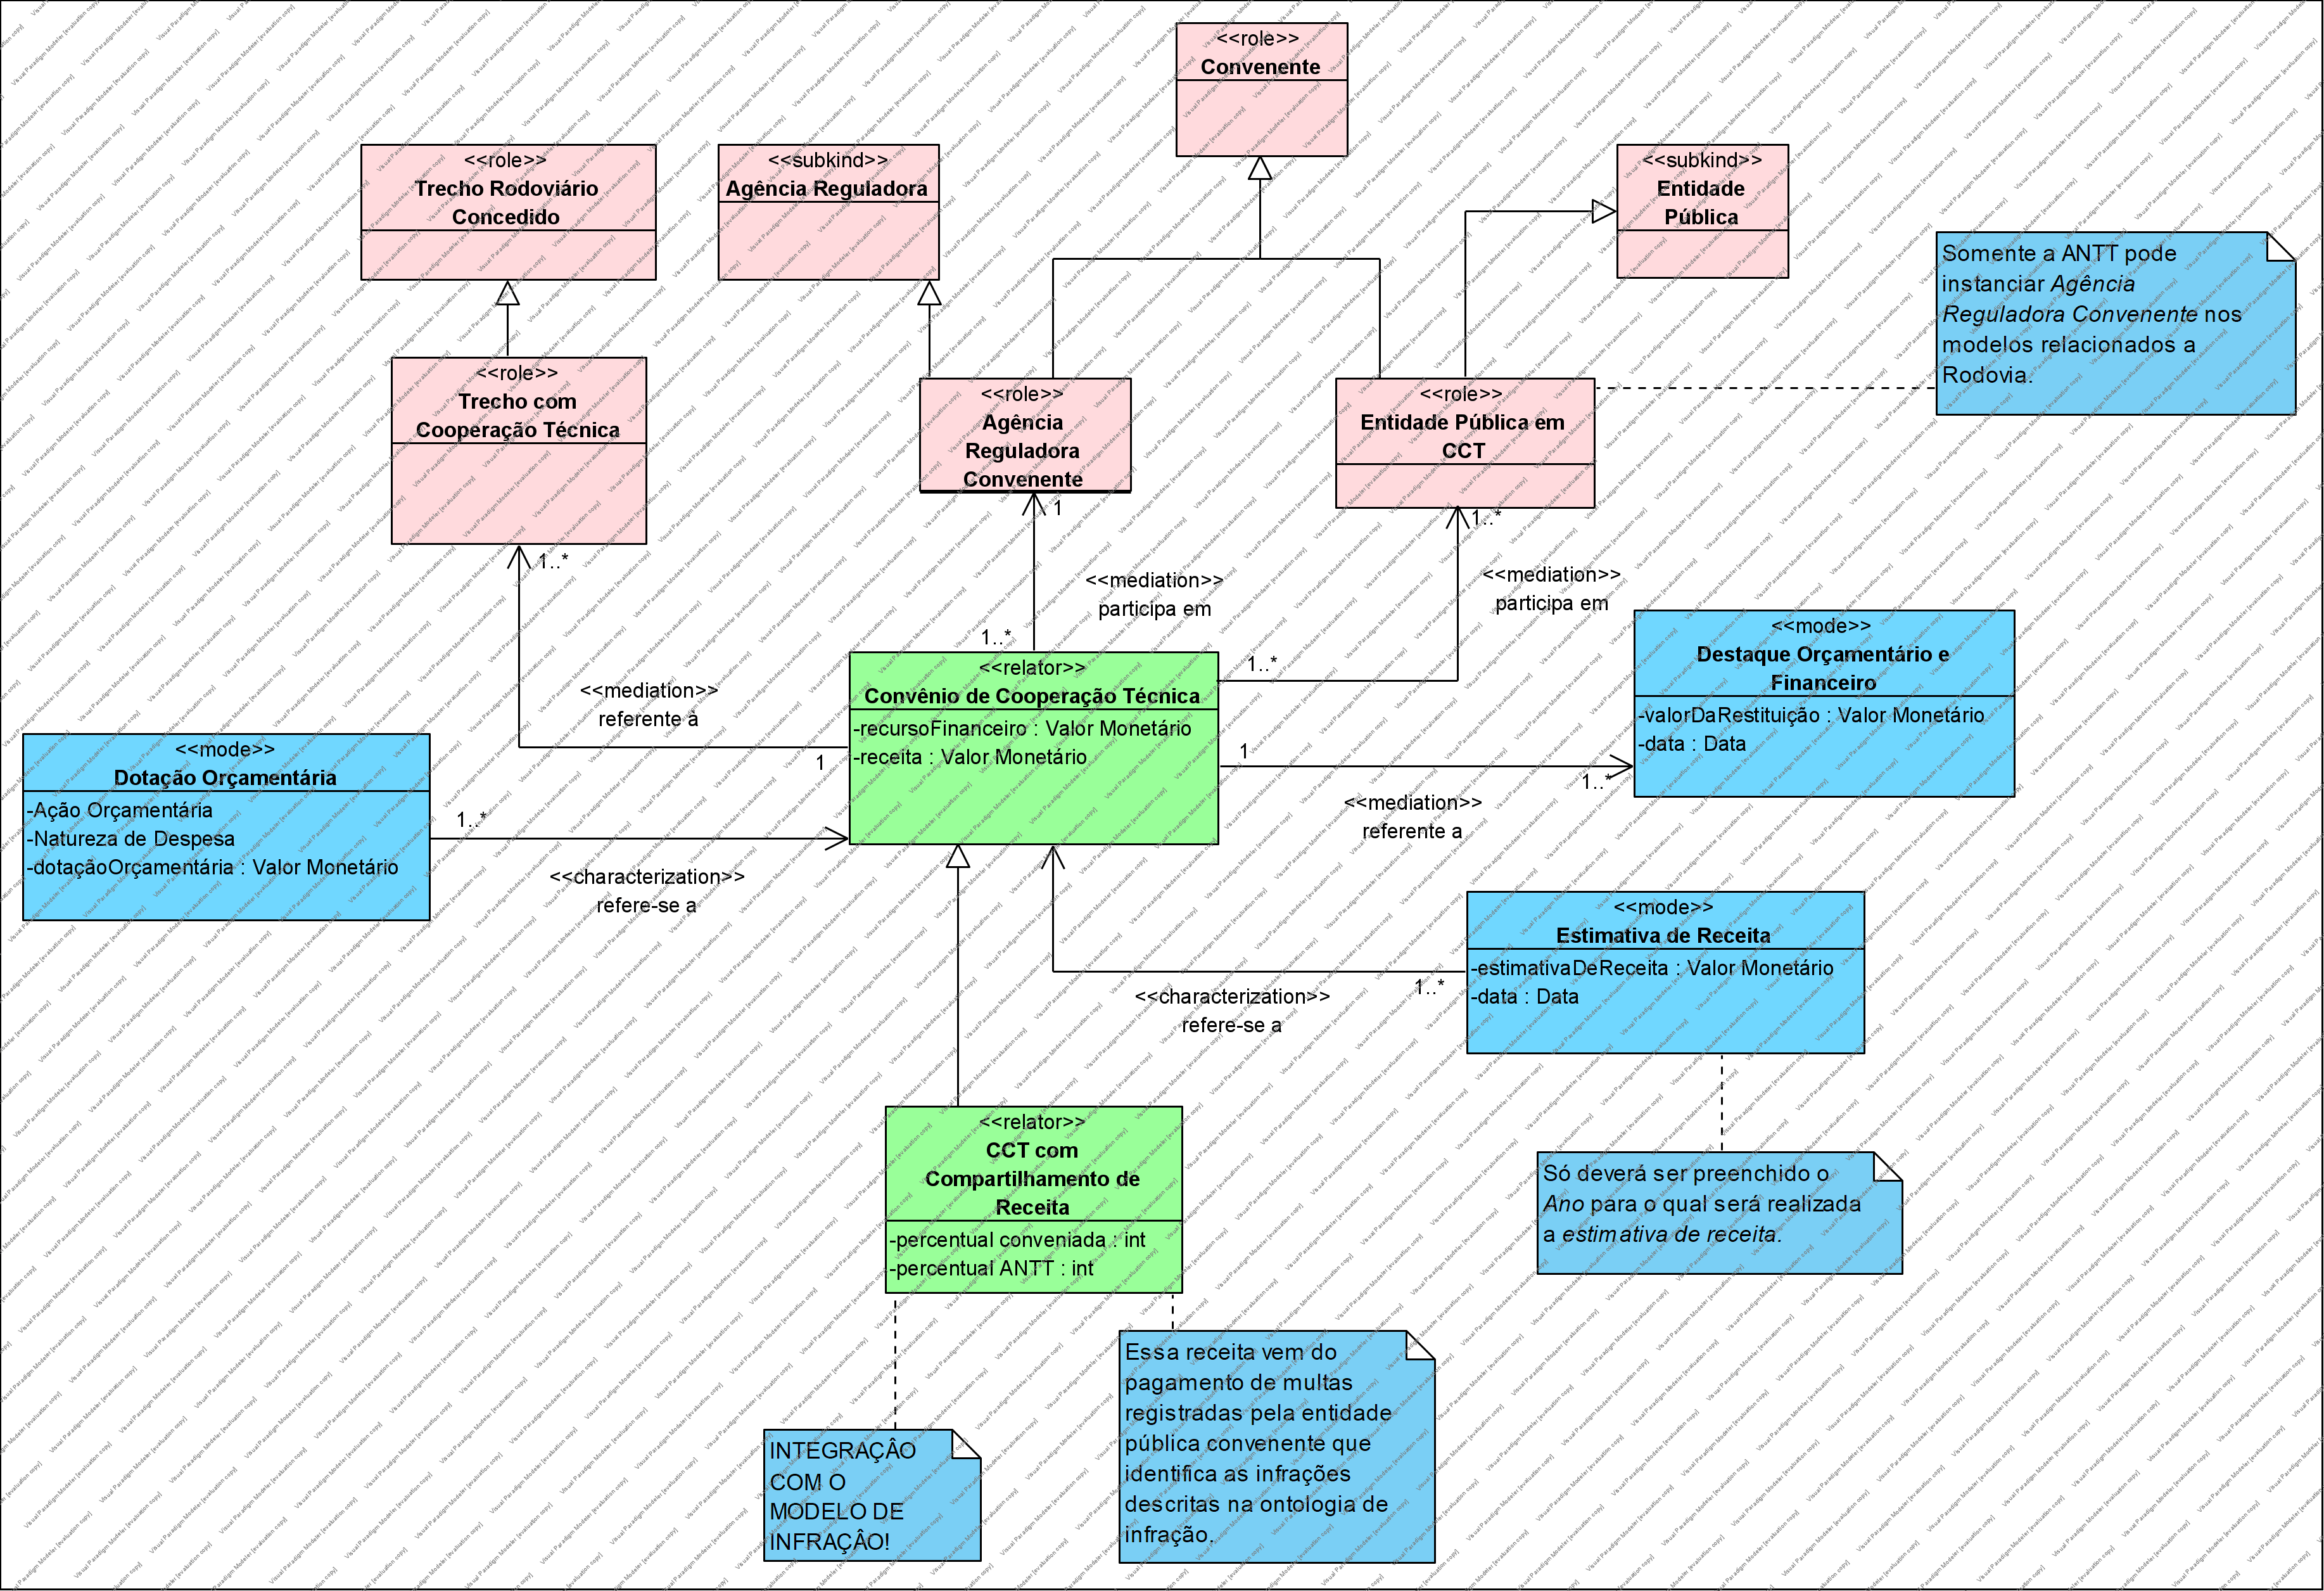 <<role>>
Convenente
<<role>>
Trecho Rodoviário
Concedido
<<subkind>>
Agência Reguladora
<<subkind>>
Entidade
Pública
Somente a ANTT pode
instanciar Agência
Reguladora Convenente nos
modelos relacionados a
Rodovia.
<<role>>
Trecho com
Cooperação Técnica
<<role>>
Agência
Reguladora
Convenente
<<role>>
Entidade Pública em
CCT
1..*
1
1..*
<<mediation>>
participa em
<<mediation>>
participa em
1..*
1..*
<<mediation>>
referente à
1
<<relator>>
Convênio de Cooperação Técnica
-recursoFinanceiro : Valor Monetário
-receita : Valor Monetário
<<mode>>
Destaque Orçamentário e
Financeiro
-valorDaRestituição : Valor Monetário
-data : Data
1
1..*
<<mediation>>
referente a
<<mode>>
Dotação Orçamentária
-Ação Orçamentária
-Natureza de Despesa
-dotaçãoOrçamentária : Valor Monetário
1..*
<<characterization>>
refere-se a
<<mode>>
Estimativa de Receita
-estimativaDeReceita : Valor Monetário
-data : Data
1..*
<<characterization>>
refere-se a
<<relator>>
CCT com
Compartilhamento de
Receita
-percentual conveniada : int
-percentual ANTT : int
Só deverá ser preenchido o
Ano para o qual será realizada
a estimativa de receita.
Essa receita vem do
pagamento de multas
registradas pela entidade
pública convenente que
identifica as infrações
descritas na ontologia de
infração.
INTEGRAÇÂO
COM O
MODELO DE
INFRAÇÂO!
Visual Paradigm Modeler [evaluation copy]